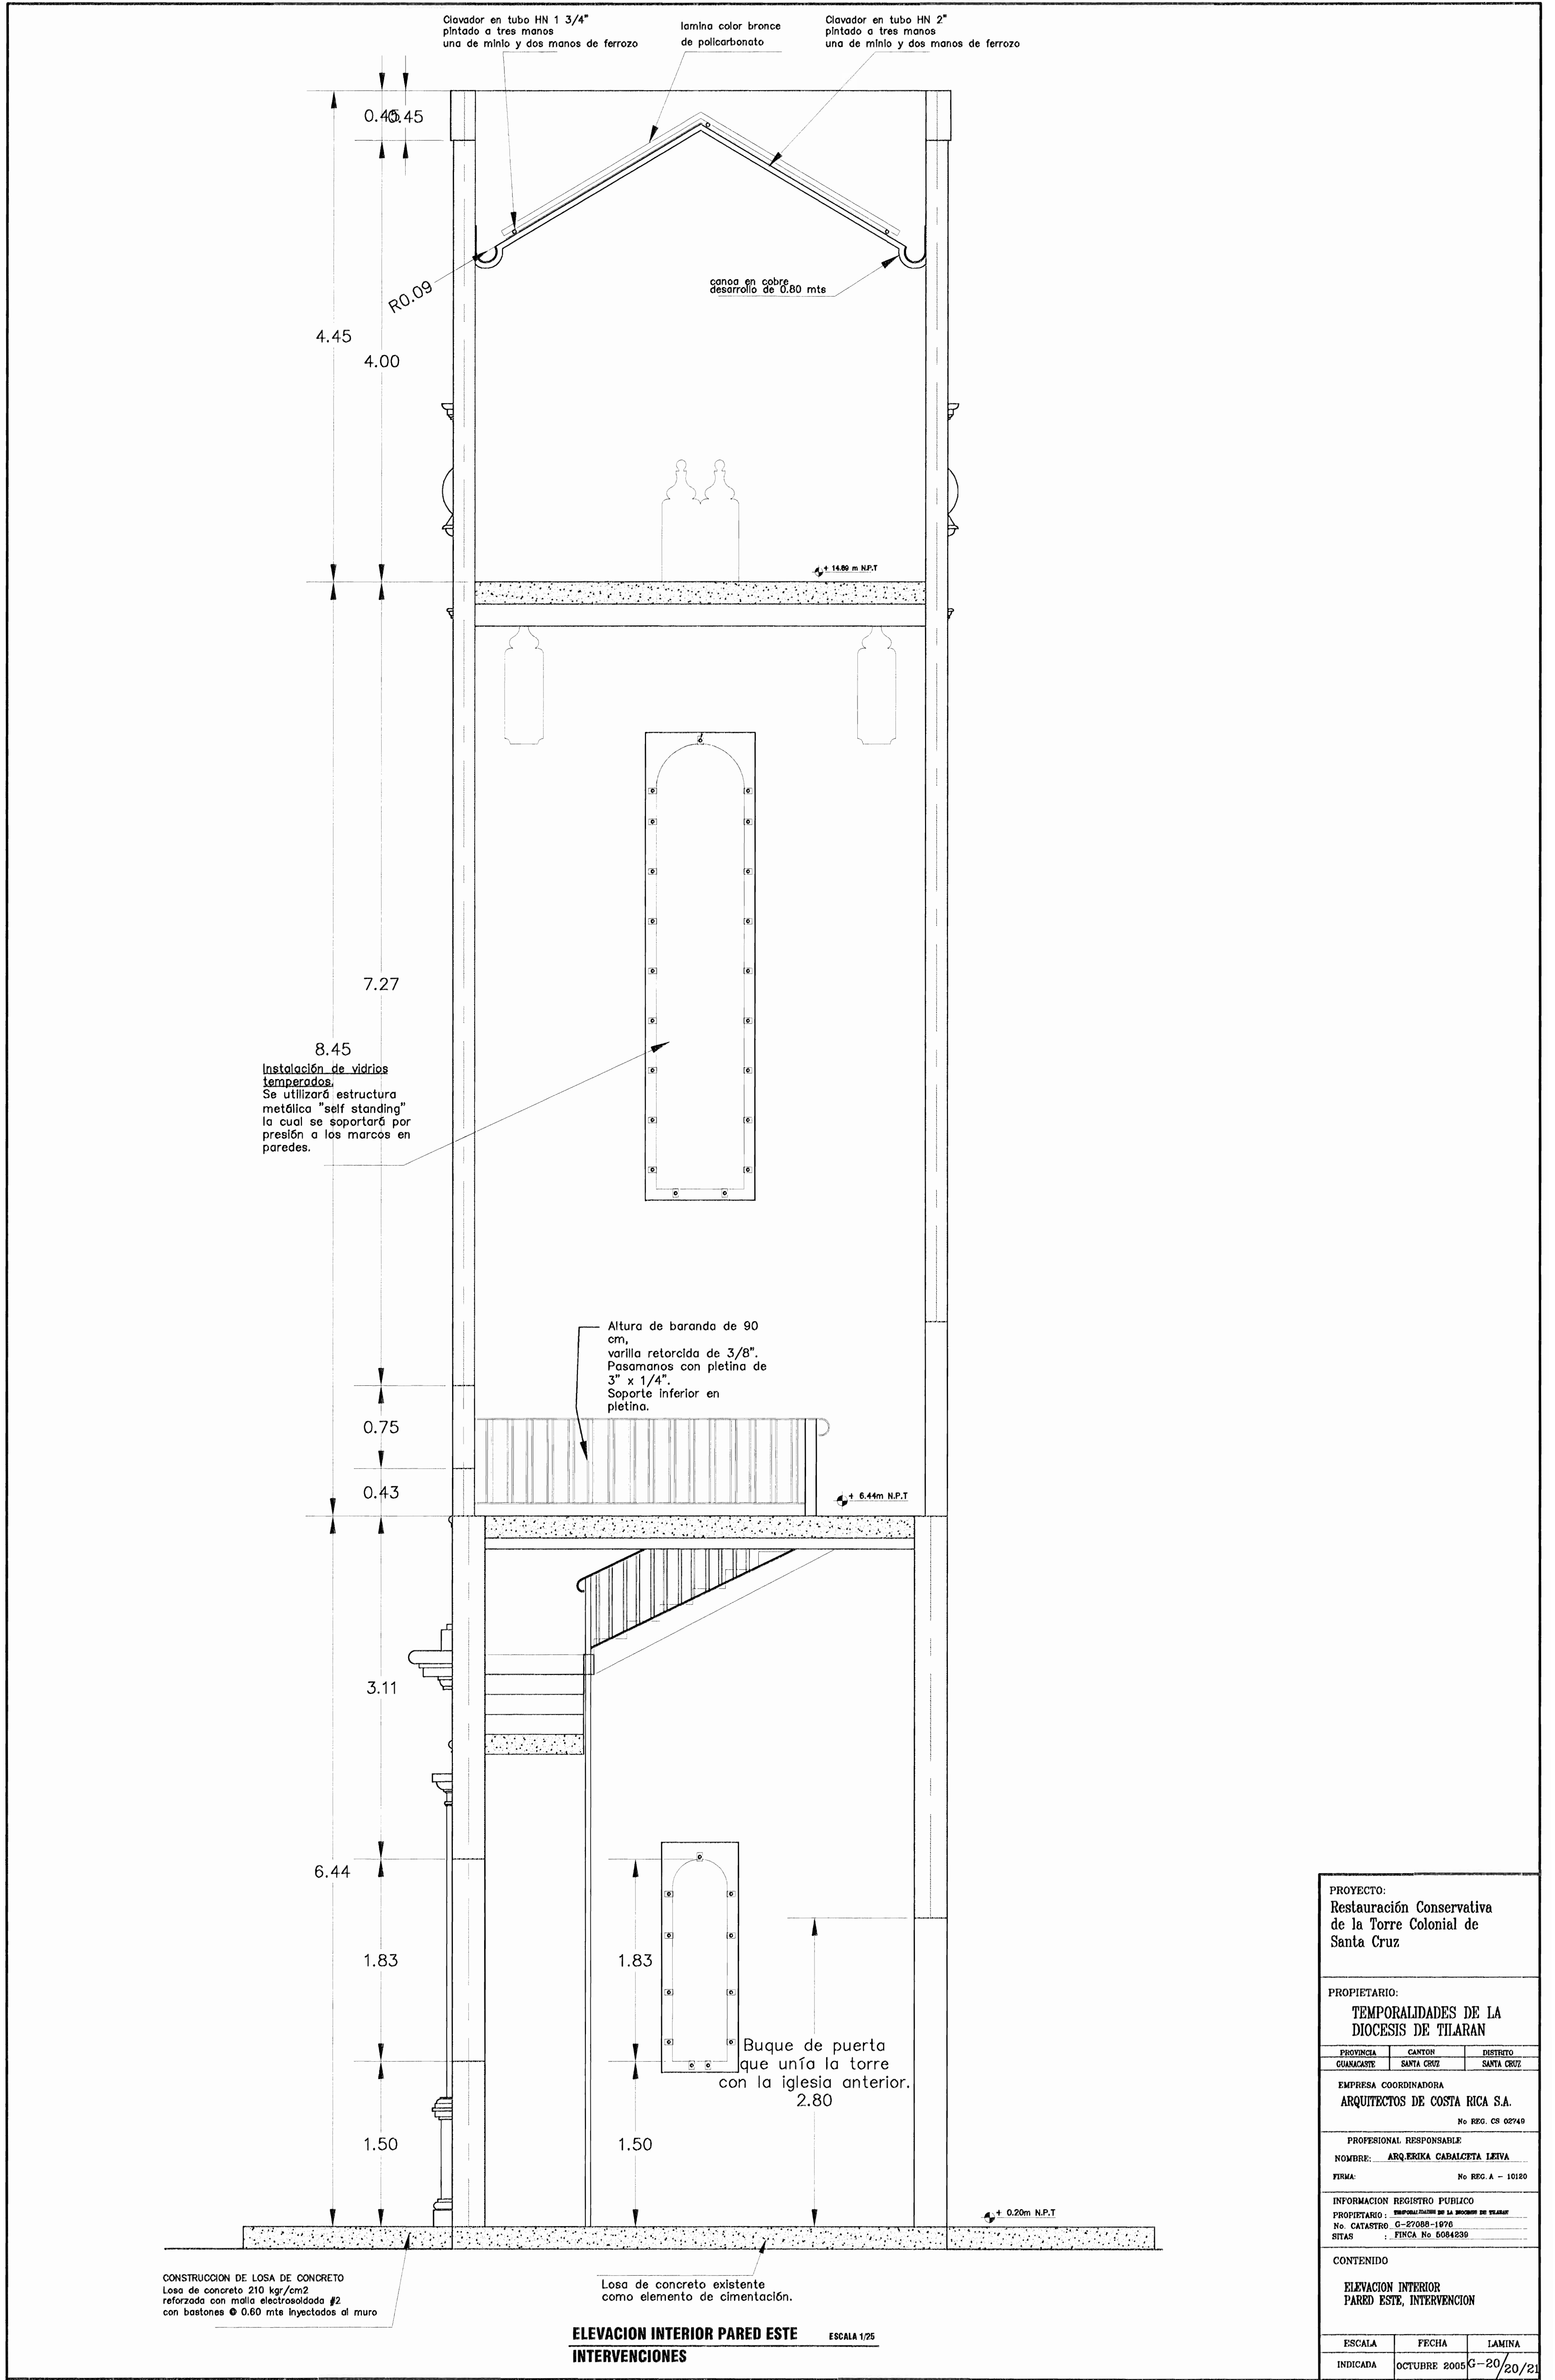 Clavador en tubo HN 1 3/4"
pintado a tres manos
una de minio y dos manos de ferrozo
lamina color bronce
de policarbonato
Clavador en tubo HN 2"
pintado a tres manos
una de minio y dos manos de ferrozo
0.45
0.45
R0.09
canoa en cobre
desarrollo de 0.80 mts
4.45
4.00
+ 14.89 m N.P.T
7.27
8.45
Instalación de vidrios
temperados.
Se utilizará estructura
metálica "self standing"
la cual se soportará por
presión a los marcos en
paredes.
Altura de baranda de 90
cm,
varilla retorcida de 3/8".
Pasamanos con pletina de
3" x 1/4".
Soporte inferior en
pletina.
0.75
0.43
+ 6.44m N.P.T
3.11
6.44
1.83
1.83
Buque de puerta
que unía la torre
con la iglesia anterior.
2.80
1.50
1.50
+ 0.20m N.P.T
CONSTRUCCION DE LOSA DE CONCRETO
Losa de concreto 210 kgr/cm2
reforzada con malla electrosoldada #2
con bastones @ 0.60 mts inyectados al muro
Losa de concreto existente
como elemento de cimentación.
ELEVACION INTERIOR PARED ESTE ESCALA 1/25
INTERVENCIONES
PROYECTO:
Restauración Conservativa
de la Torre Colonial de
Santa Cruz
PROPIETARIO:
TEMPORALIDADES DE LA
DIOCESIS DE TILARAN
PROVINCIA CANTON DISTRITO
GUANACASTE SANTA CRUZ SANTA CRUZ
EMPRESA COORDINADORA
ARQUITECTOS DE COSTA RICA S.A.
No REG. CS 02749
PROFESIONAL RESPONSABLE
NOMBRE: ARQ.ERIKA CABALCETA LEIVA
FIRMA: No REG. A - 10120
INFORMACION REGISTRO PUBLICO
PROPIETARIO : TEMPORALIDADES DE LA DIOCESIS DE TILARAN
No. CATASTRO G-27088-1976
SITAS : FINCA No 5084239
CONTENIDO
ELEVACION INTERIOR
PARED ESTE, INTERVENCION
ESCALA FECHA LAMINA
INDICADA OCTUBRE 2005 G-20/20/21